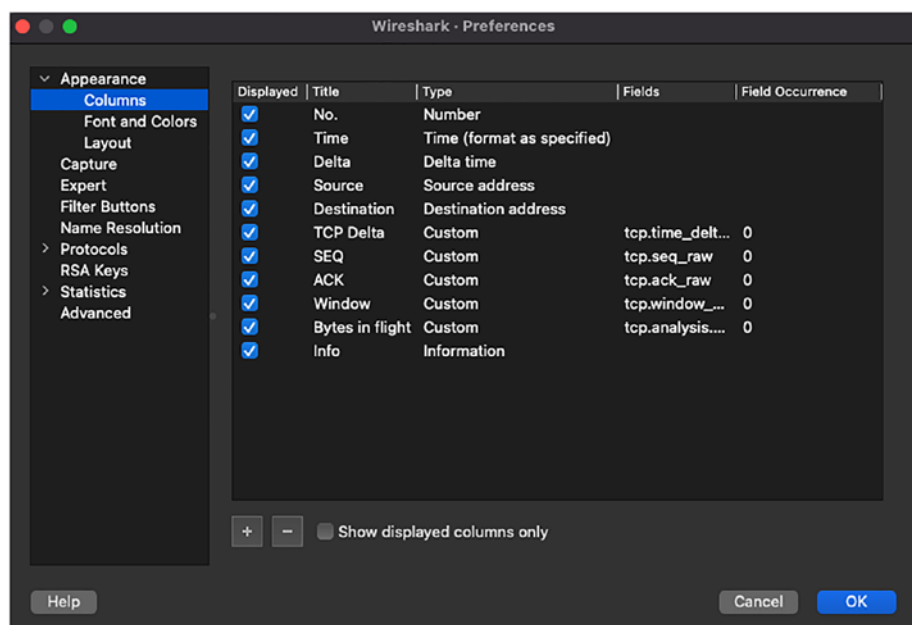 Wireshark · Preferences
Appearance
Columns
Font and Colors
Layout
Capture
Expert
Filter Buttons
Name Resolution
Protocols
RSA Keys
Statistics
Advanced
Displayed Title Type Fields Field Occurrence
No. Number
Time Time (format as specified)
Delta Delta time
Source Source address
Destination Destination address
TCP Delta Custom tcp.time_delt... 0
SEQ Custom tcp.seq_raw 0
ACK Custom tcp.ack_raw 0
Window Custom tcp.window_... 0
Bytes in flight Custom tcp.analysis.... 0
Info Information
+ − Show displayed columns only
Help Cancel OK